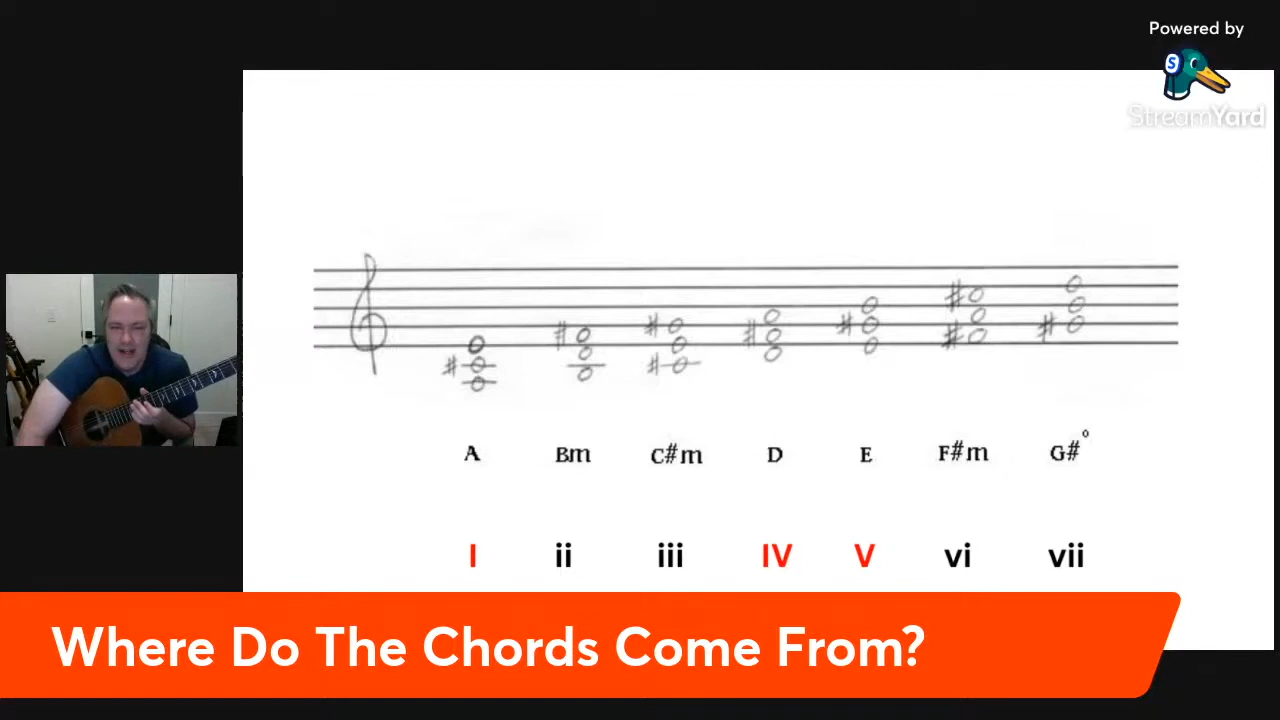 Powered by
S
StreamYard
# # # # # # # # #
A Bm C#m D E F#m G#°
I ii iii IV V vi vii
Where Do The Chords Come From?